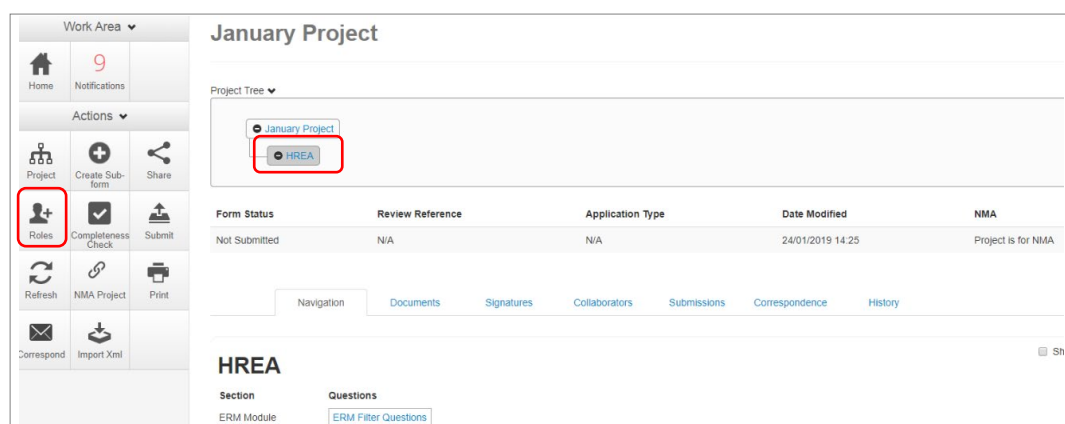 Work Area
Home
9
Notifications
Actions
Project
Create Sub-
form
Share
Roles
Completeness
Check
Submit
Refresh
NMA Project
Print
Correspond
Import Xml
January Project
Project Tree
January Project
HREA
Form Status Review Reference Application Type Date Modified NMA
Not Submitted N/A N/A 24/01/2019 14:25 Project is for NMA
Navigation Documents Signatures Collaborators Submissions Correspondence History
Sh
HREA
Section Questions
ERM Module ERM Filter Questions